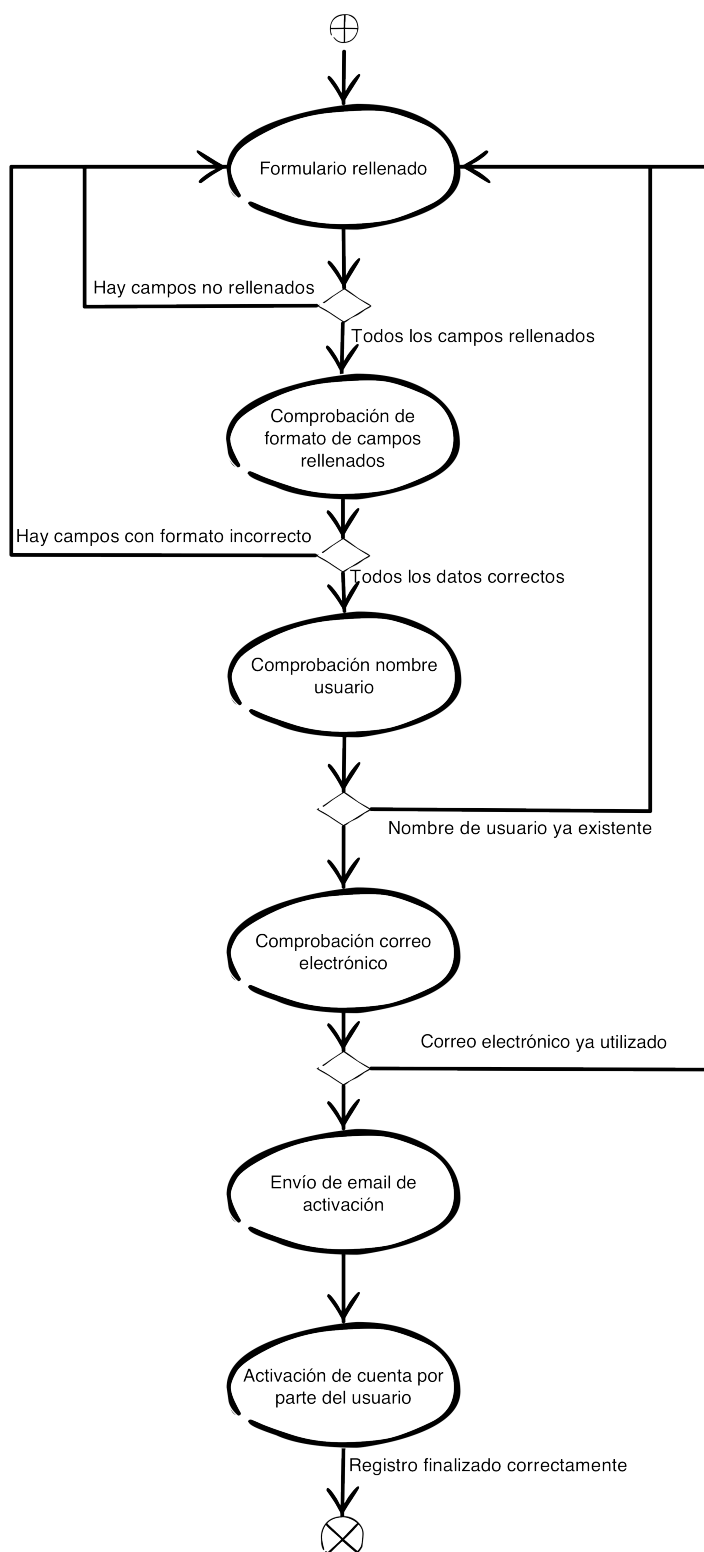 Formulario rellenado
Hay campos no rellenados
Todos los campos rellenados
Comprobación de
formato de campos
rellenados
Hay campos con formato incorrecto
Todos los datos correctos
Comprobación nombre
usuario
Nombre de usuario ya existente
Comprobación correo
electrónico
Correo electrónico ya utilizado
Envío de email de
activación
Activación de cuenta por
parte del usuario
Registro finalizado correctamente